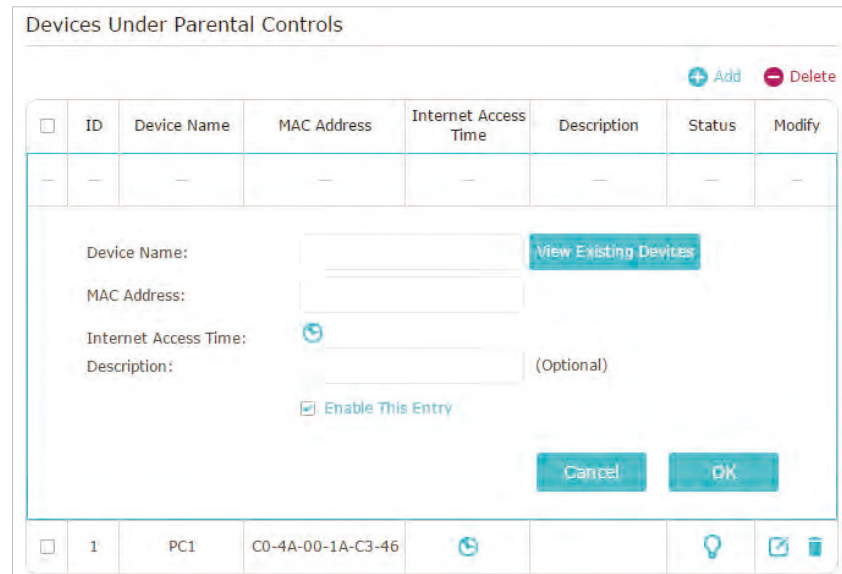 Devices Under Parental Controls
Add Delete
ID Device Name MAC Address Internet Access Time Description Status Modify
— — — — — — — —
Device Name: View Existing Devices
MAC Address:
Internet Access Time:
Description: (Optional)
Enable This Entry
Cancel OK
1 PC1 C0-4A-00-1A-C3-46